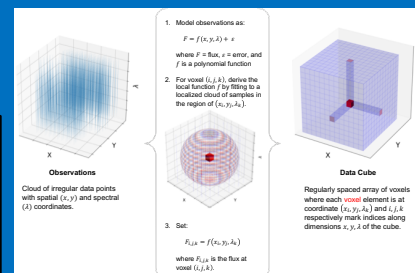 X
Y
λ
Observations
Cloud of irregular data points
with spatial (x, y) and spectral
(λ) coordinates.
1. Model observations as:
F = f(x, y, λ) + ε
where F = flux, ε = error, and
f is a polynomial function
2. For voxel (i, j, k), derive the
local function f by fitting to a
localized cloud of samples in
the region of (xᵢ, yⱼ, λₖ).
3. Set:
Fᵢ,ⱼ,ₖ = f(xᵢ, yⱼ, λₖ)
where Fᵢ,ⱼ,ₖ is the flux at
voxel (i, j, k).
X
Y
Data Cube
Regularly spaced array of voxels
where each voxel element is at
coordinate (xᵢ, yⱼ, λₖ) and i, j, k
respectively mark indices along
dimensions x, y, λ of the cube.